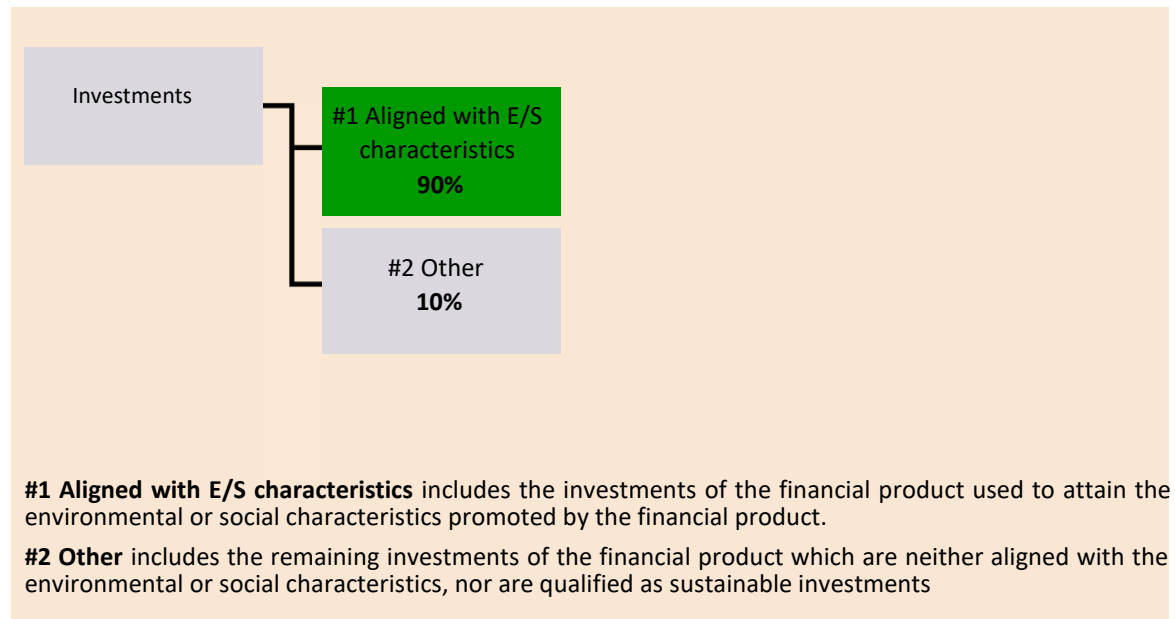 Investments
#1 Aligned with E/S
characteristics
90%
#2 Other
10%
#1 Aligned with E/S characteristics includes the investments of the financial product used to attain the
environmental or social characteristics promoted by the financial product.
#2 Other includes the remaining investments of the financial product which are neither aligned with the
environmental or social characteristics, nor are qualified as sustainable investments